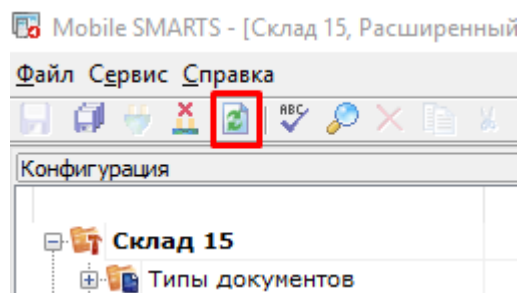 Mobile SMARTS - [Склад 15, Расширенный
Файл Сервис Справка
ABC
Конфигурация
Склад 15
Типы документов